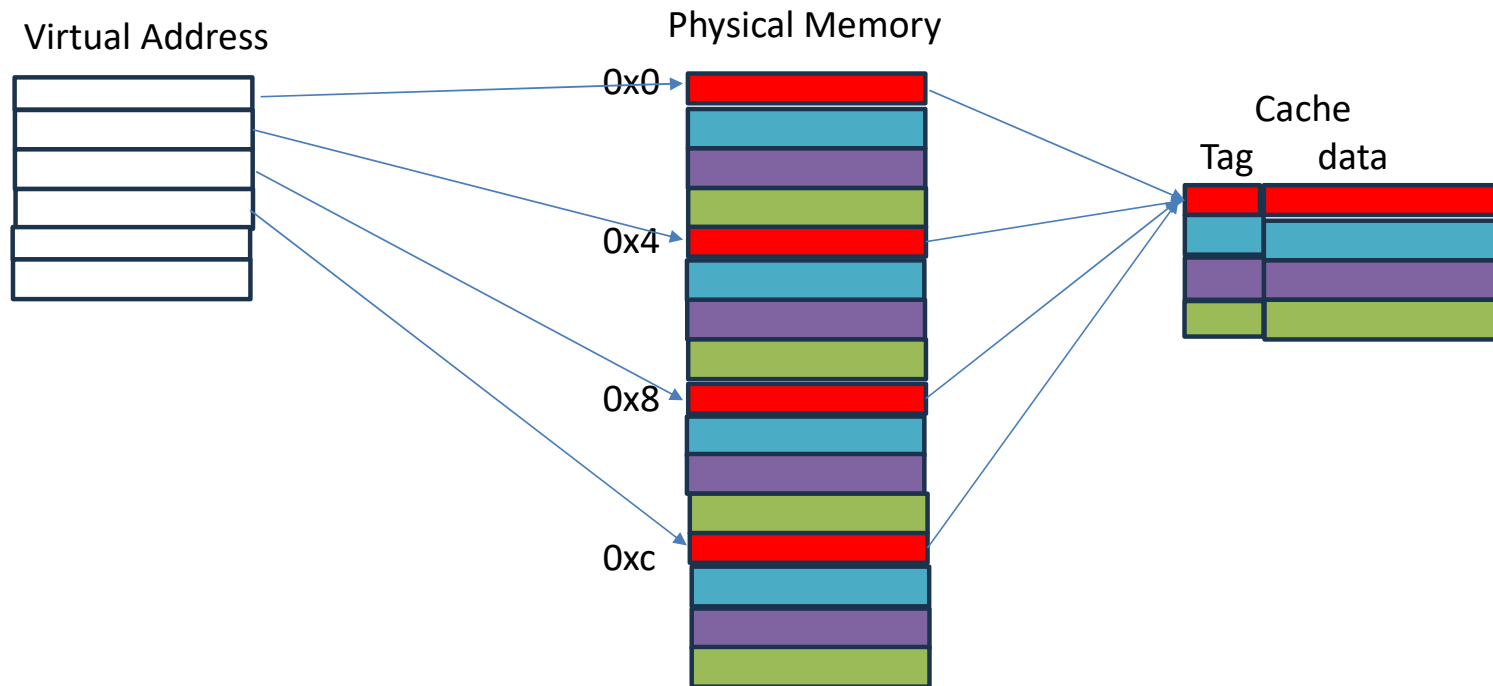 Virtual Address
Physical Memory
0x0
0x4
0x8
0xc
Cache
Tag data